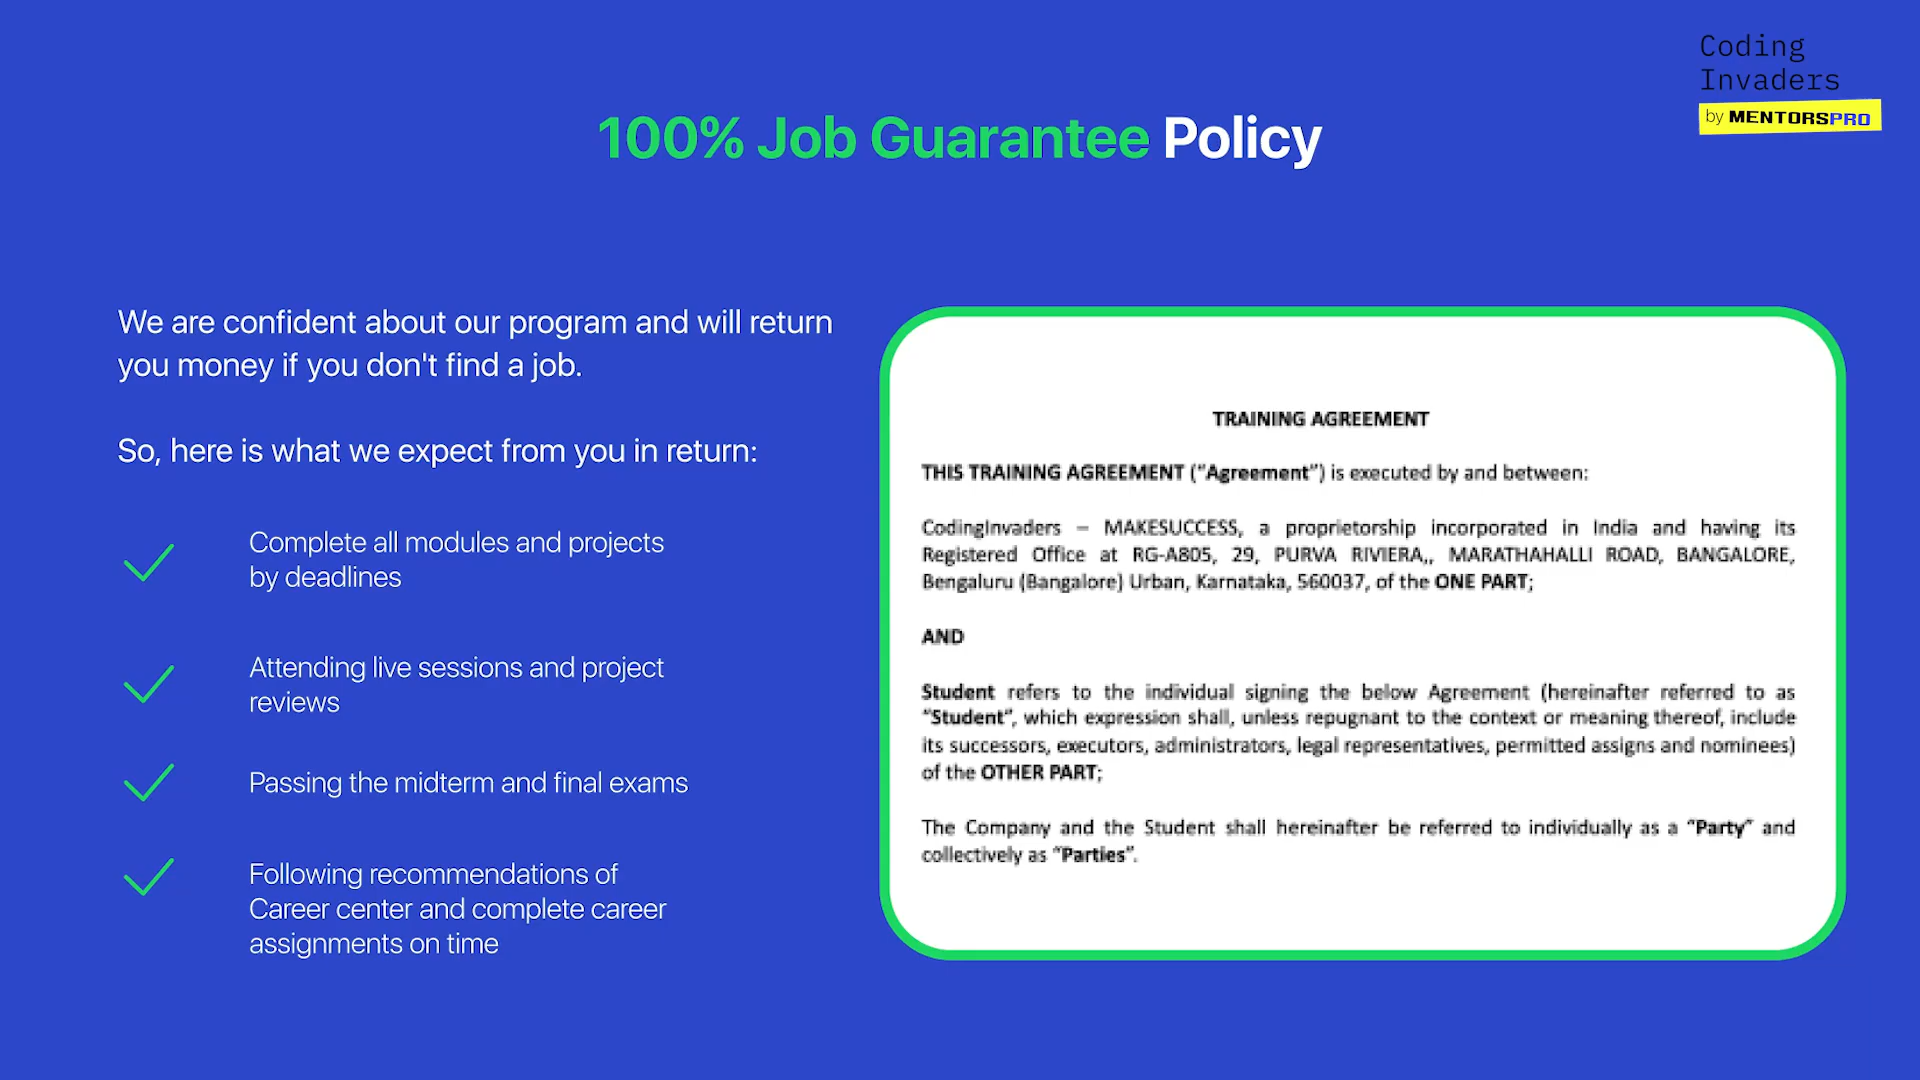 Coding
Invaders
by MENTORSPRO
100% Job Guarantee Policy
We are confident about our program and will return
you money if you don't find a job.
So, here is what we expect from you in return:
Complete all modules and projects
by deadlines
Attending live sessions and project
reviews
Passing the midterm and final exams
Following recommendations of
Career center and complete career
assignments on time
TRAINING AGREEMENT
THIS TRAINING AGREEMENT (“Agreement”) is executed by and between:
CodingInvaders – MAKESUCCESS, a proprietorship incorporated in India and having its
Registered Office at RG-A805, 29, PURVA RIVIERA,, MARATHAHALLI ROAD, BANGALORE,
Bengaluru (Bangalore) Urban, Karnataka, 560037, of the ONE PART;
AND
Student refers to the individual signing the below Agreement (hereinafter referred to as
“Student”, which expression shall, unless repugnant to the context or meaning thereof, include
its successors, executors, administrators, legal representatives, permitted assigns and nominees)
of the OTHER PART;
The Company and the Student shall hereinafter be referred to individually as a “Party” and
collectively as “Parties”.